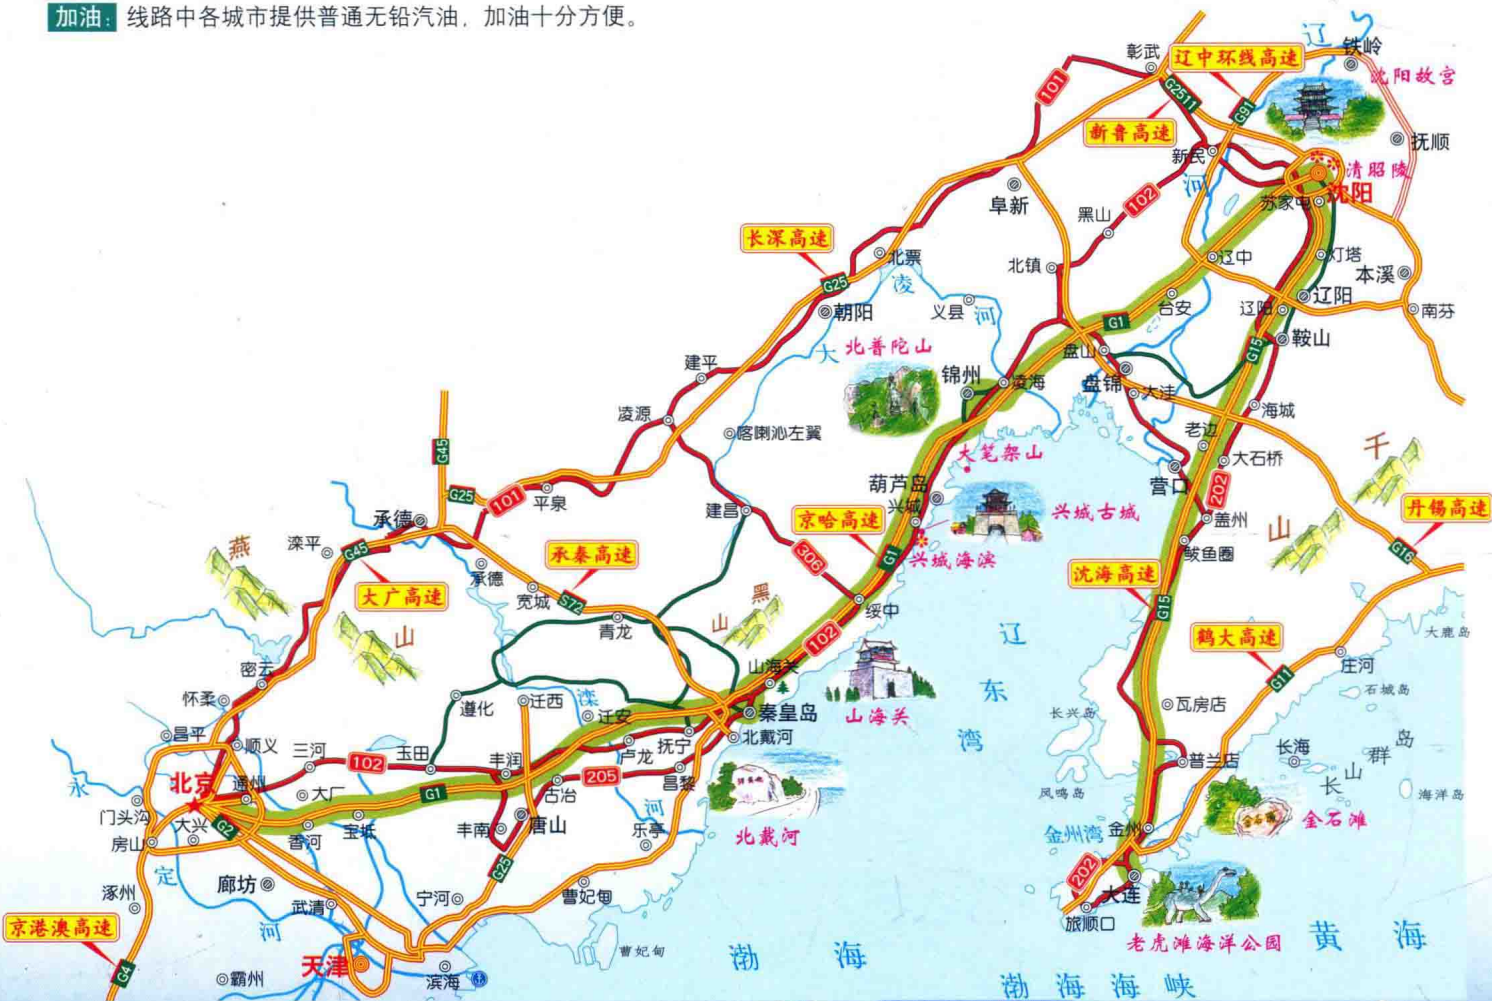 加油： 线路中各城市提供普通无铅汽油，加油十分方便。
彰武
辽中环线高速
辽
铁岭
沈阳故宫
101
G2511
G91
新鲁高速
抚顺
新民
清昭陵
河
沈阳
苏家屯
阜新
102
黑山
长深高速
北票
北镇
辽中
灯塔
本溪
G25
凌
朝阳
义县
河
台安
辽阳
辽阳
南芬
G1
大
北普陀山
盘山
G15
鞍山
建平
锦州
凌海
盘锦
大洼
海城
凌源
喀喇沁左翼
老边
千
G45
大笔架山
大石桥
G25
101
平泉
葫芦岛
营口
202
承德
建昌
京哈高速
兴城
兴城古城
盖州
山
丹锡高速
燕
滦平
G45
承秦高速
306
G1
兴城海滨
鲅鱼圈
G16
承德
沈海高速
大广高速
宽城
S72
黑
绥中
G15
山
青龙
山
102
辽
鹤大高速
大鹿岛
密云
山海关
庄河
怀柔
遵化
迁西
滦
东
G11
石城岛
迁安
秦皇岛
山海关
长兴岛
瓦房店
昌平
顺义
三河
玉田
抚宁
北戴河
湾
长海
群
岛
102
丰润
卢龙
普兰店
山
永
北京
通州
大厂
G1
古冶
205
昌黎
长
凤鸣岛
海洋岛
门头沟
大兴
G2
河
金州湾
金州
金石滩
房山
香河
宝坻
丰南
唐山
乐亭
北戴河
定
G25
202
涿州
廊坊
宁河
曹妃甸
大连
武清
旅顺口
京港澳高速
河
老虎滩海洋公园
黄
海
曹妃甸
渤
海
天津
G4
霸州
滨海
渤海海峡